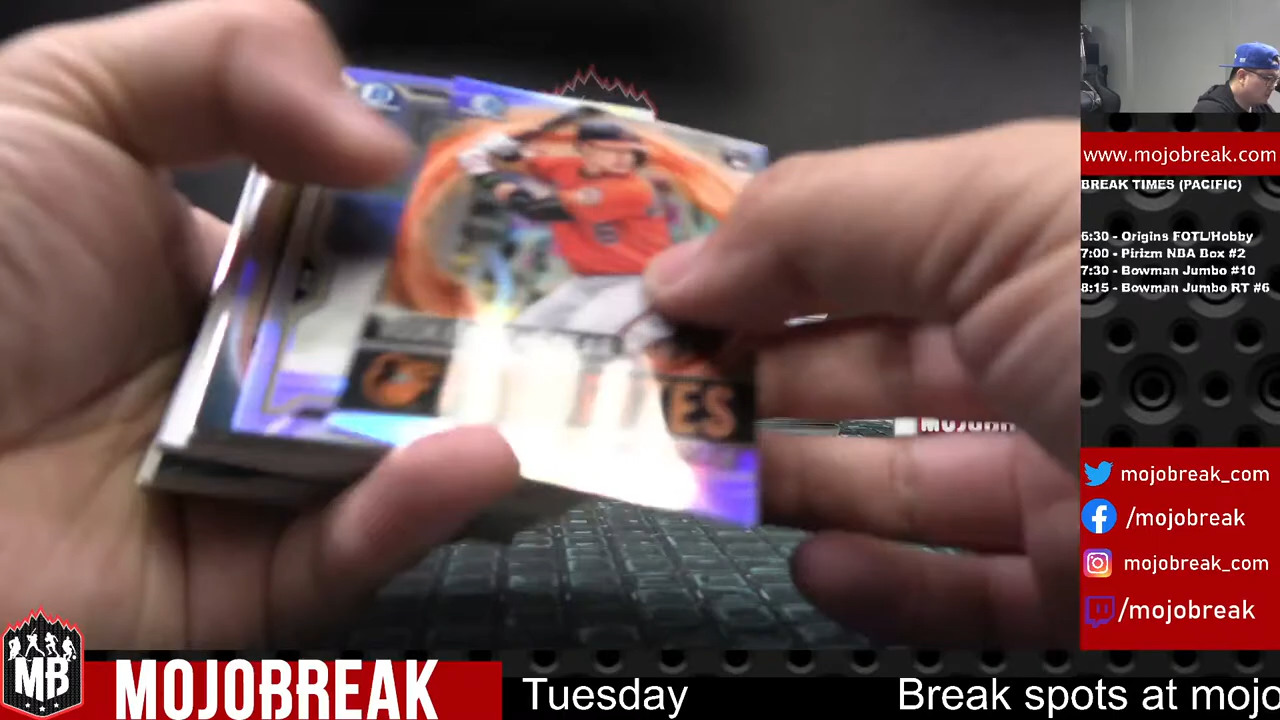 www.mojobreak.com
BREAK TIMES (PACIFIC)
6:30 - Origins FOTL/Hobby
7:00 - Pirizm NBA Box #2
7:30 - Bowman Jumbo #10
8:15 - Bowman Jumbo RT #6
mojobreak_com
/mojobreak
mojobreak_com
/mojobreak
MB
MOJOBREAK
Tuesday
Break spots at mojo